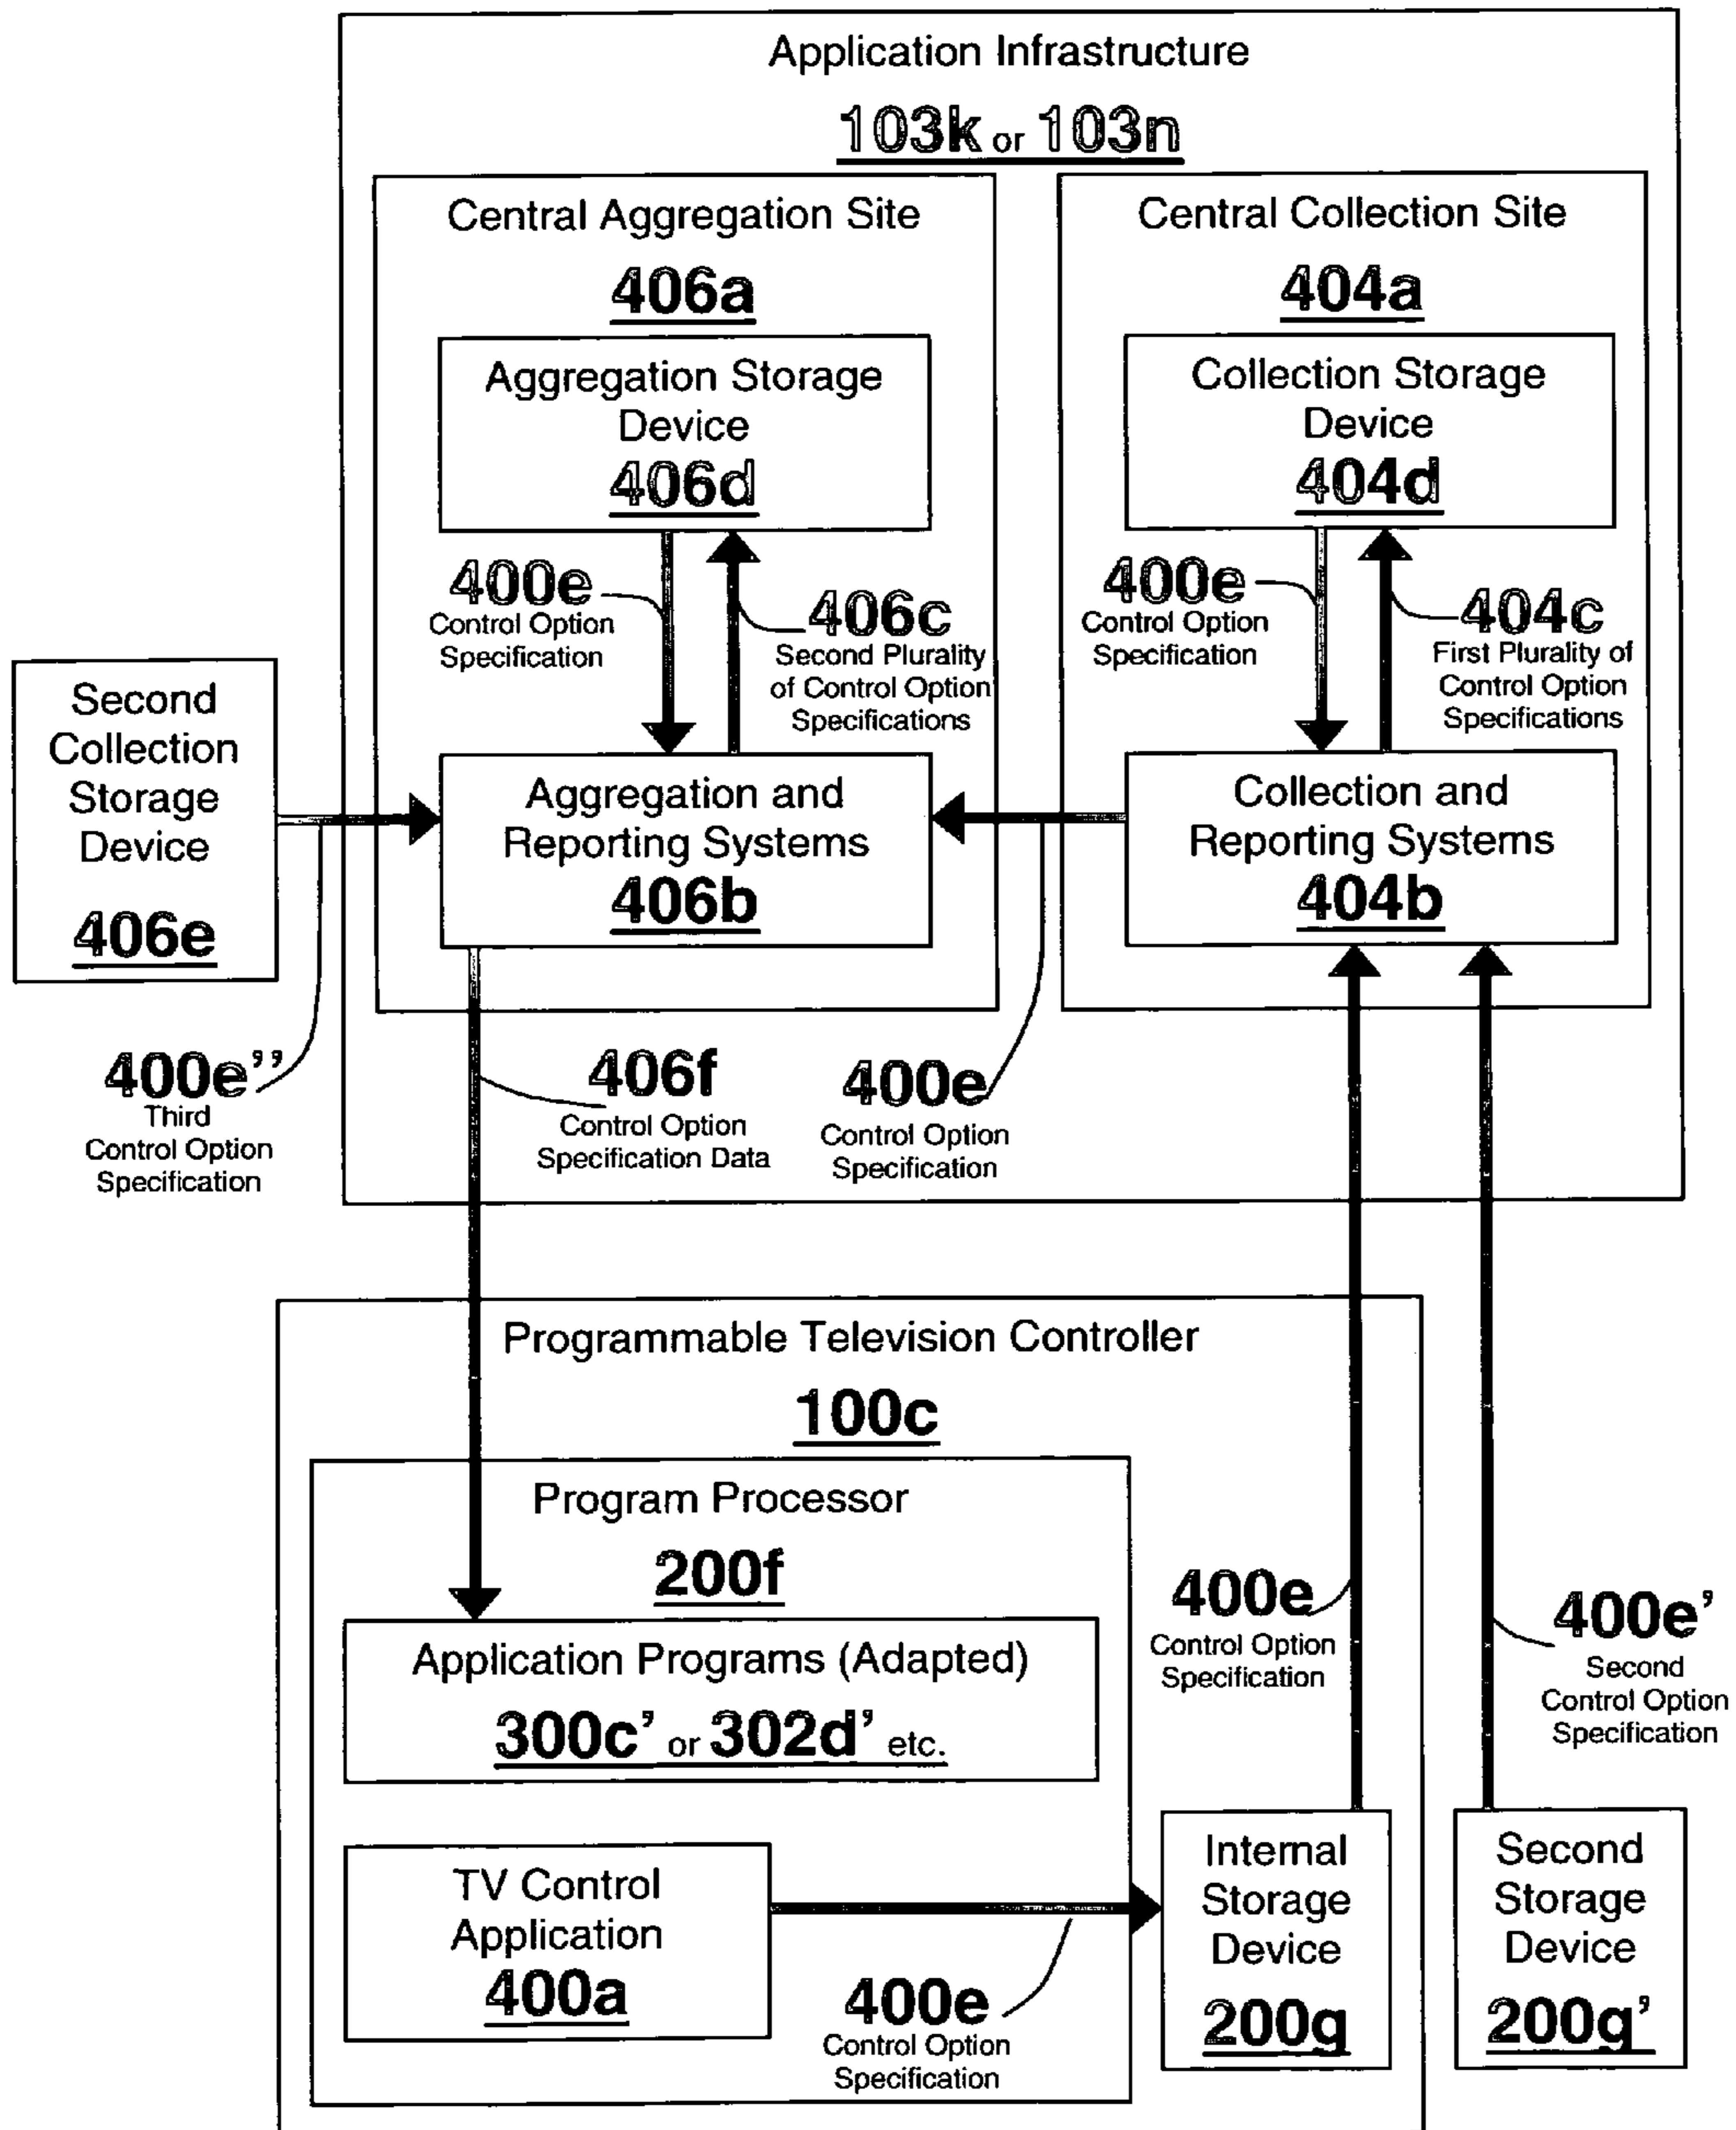 Application Infrastructure
103k or 103n
Central Aggregation Site
406a
Aggregation Storage
Device
406d
400e
Control Option
Specification
406c
Second Plurality
of Control Option
Specifications
Aggregation and
Reporting Systems
406b
Central Collection Site
404a
Collection Storage
Device
404d
400e
Control Option
Specification
404c
First Plurality of
Control Option
Specifications
Collection and
Reporting Systems
404b
Second
Collection
Storage
Device
406e
400e’’
Third
Control Option
Specification
406f
Control Option
Specification Data
400e
Control Option
Specification
Programmable Television Controller
100c
Program Processor
200f
Application Programs (Adapted)
300c’ or 302d’ etc.
TV Control
Application
400a
400e
Control Option
Specification
400e
Control Option
Specification
Internal
Storage
Device
200g
400e’
Second
Control Option
Specification
Second
Storage
Device
200g’